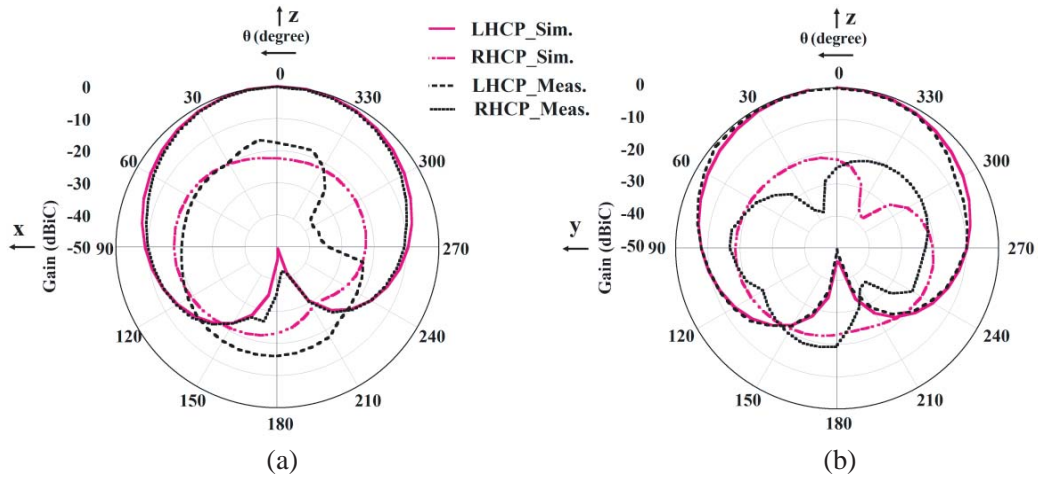 z
θ (degree)
0
330
300
270
240
210
180
150
120
90
60
30
0
-10
-20
-30
-40
-50
Gain (dBiC)
x
(a)
LHCP_Sim.
RHCP_Sim.
LHCP_Meas.
RHCP_Meas.
z
θ (degree)
0
330
300
270
240
210
180
150
120
90
60
30
0
-10
-20
-30
-40
-50
Gain (dBiC)
y
(b)